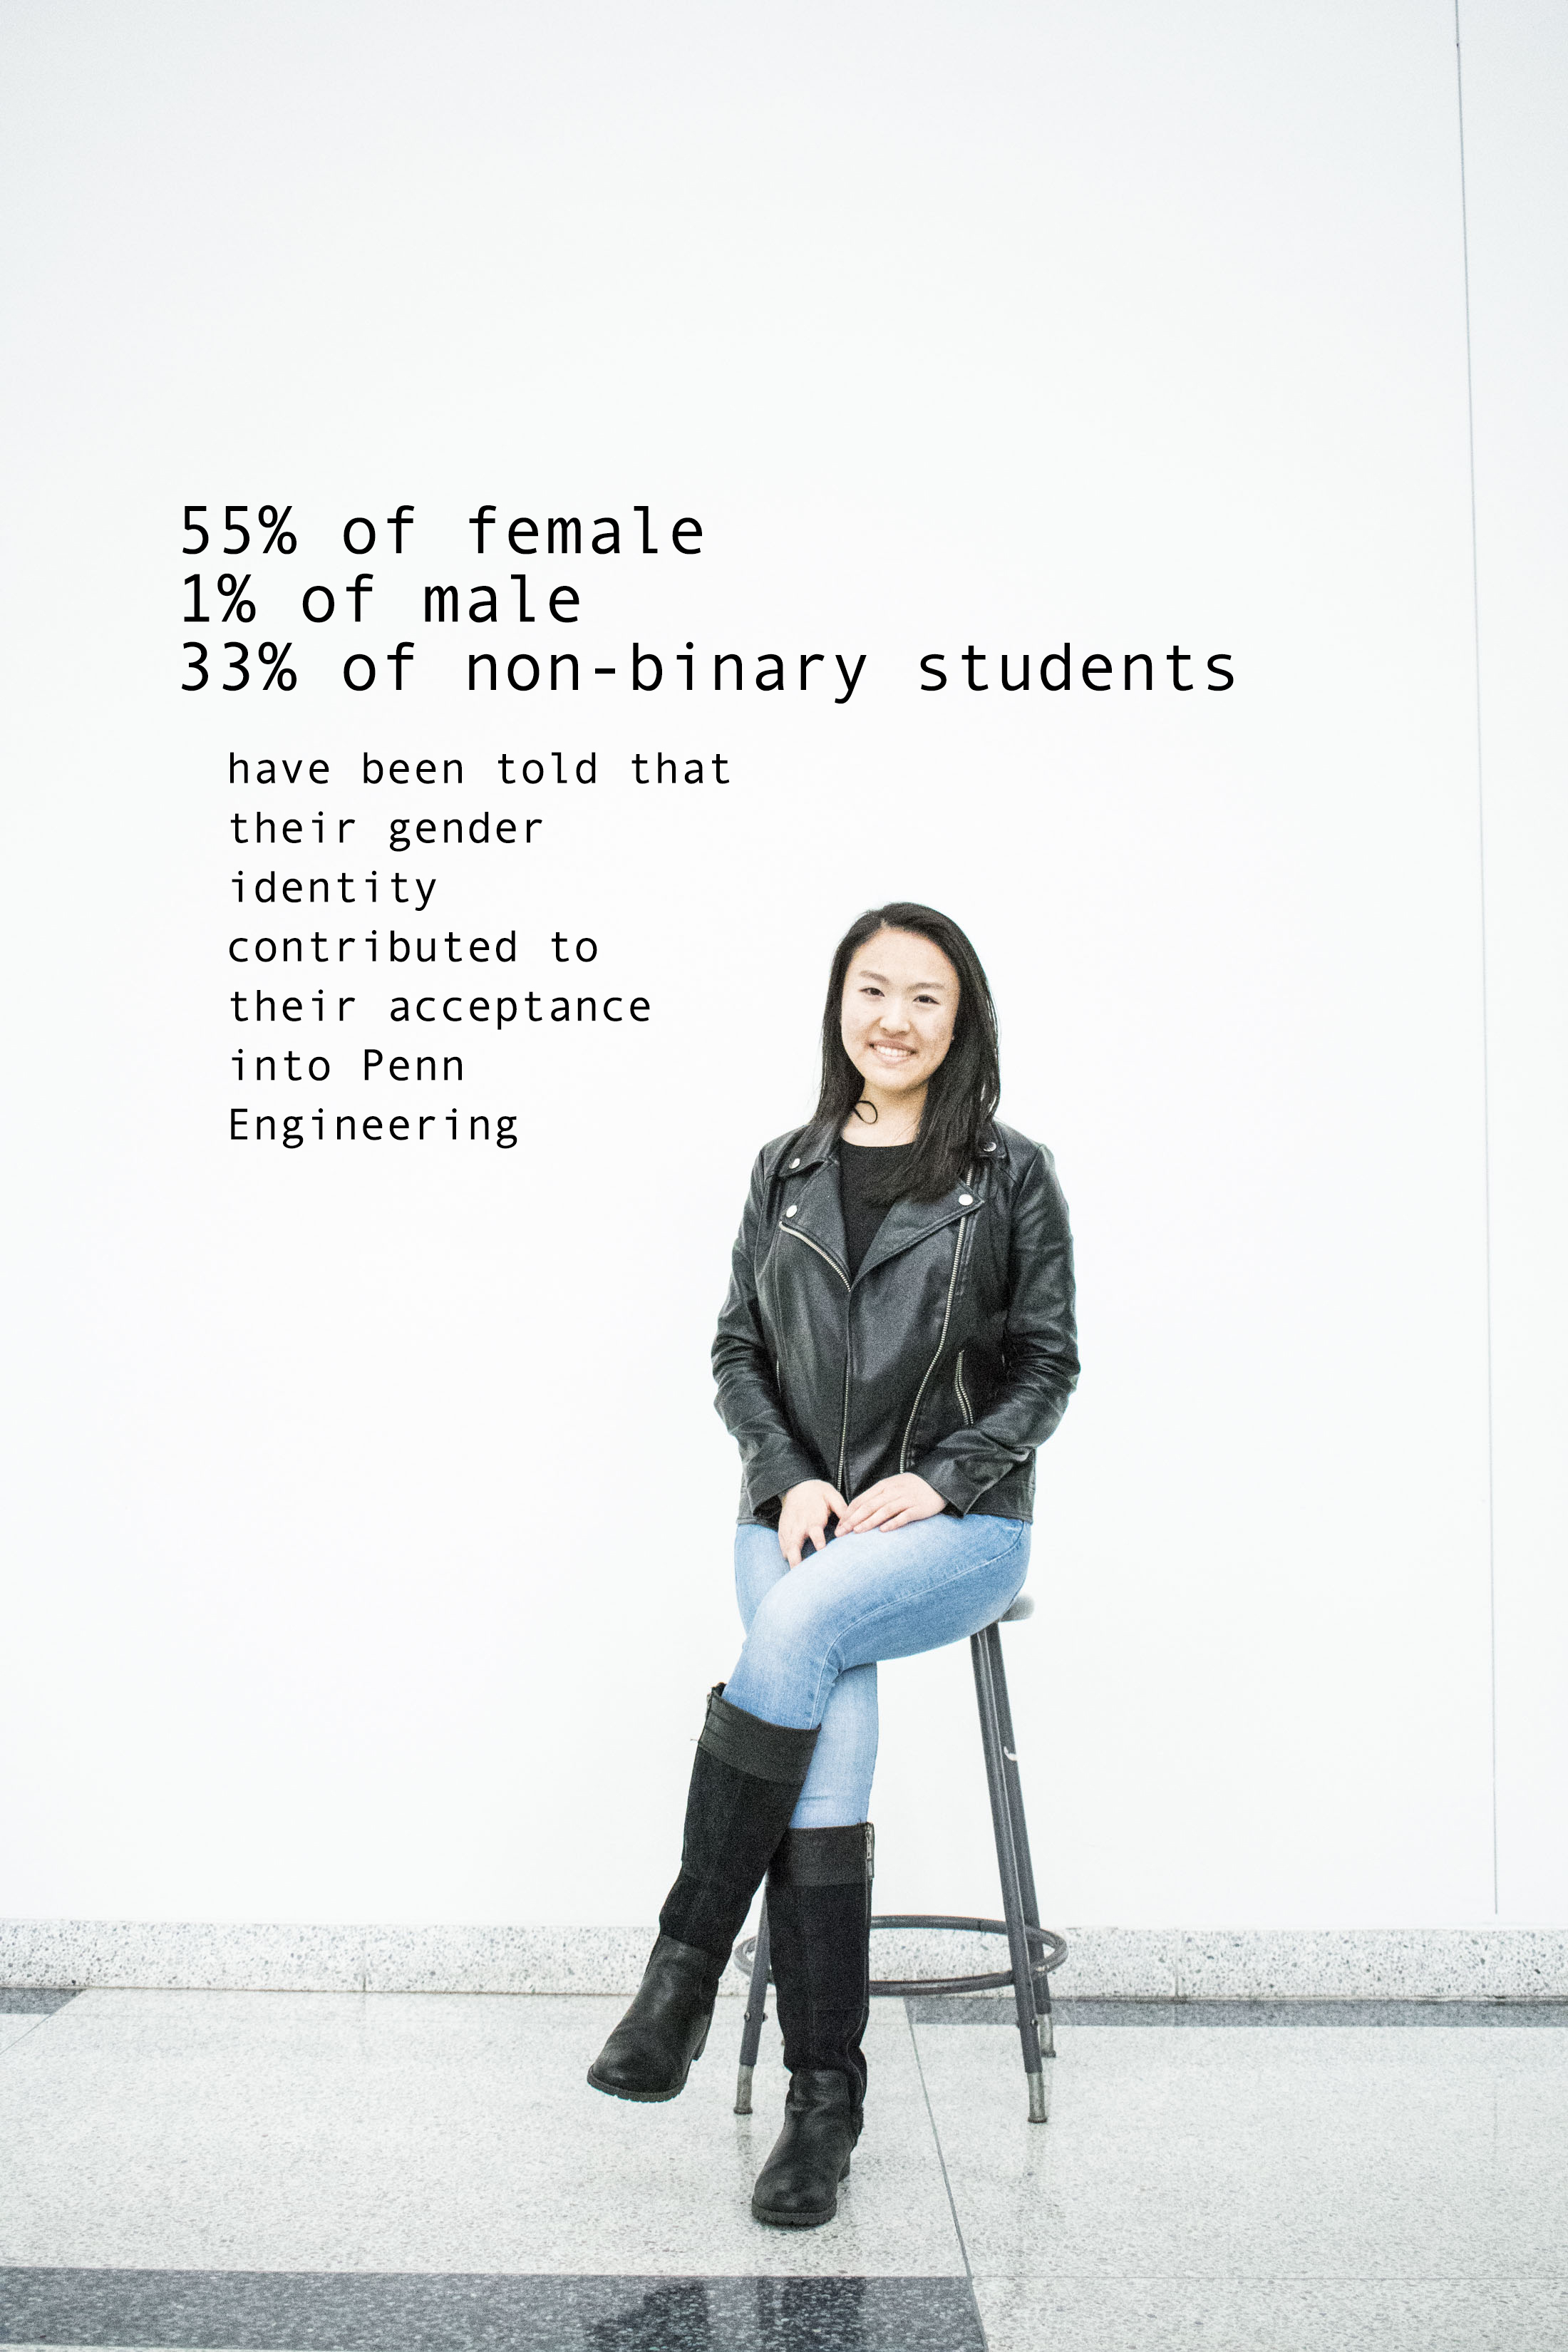 55% of female
1% of male
33% of non-binary students
have been told that
their gender
identity
contributed to
their acceptance
into Penn
Engineering